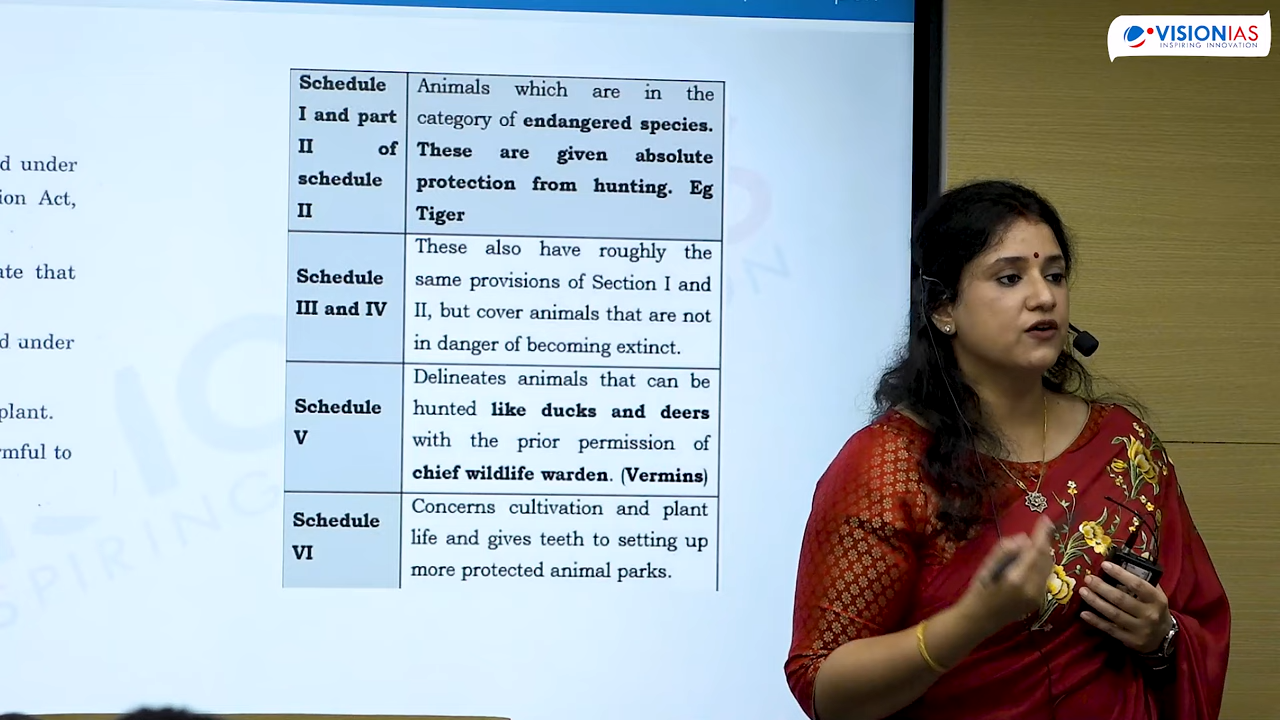 VISIONIAS
INSPIRING INNOVATION
d under
ion Act,
ate that
d under
plant.
mful to
Schedule
I and part
II of
schedule
II
Animals which are in the
category of endangered species.
These are given absolute
protection from hunting. Eg
Tiger
Schedule
III and IV
These also have roughly the
same provisions of Section I and
II, but cover animals that are not
in danger of becoming extinct.
Schedule
V
Delineates animals that can be
hunted like ducks and deers
with the prior permission of
chief wildlife warden. (Vermins)
Schedule
VI
Concerns cultivation and plant
life and gives teeth to setting up
more protected animal parks.